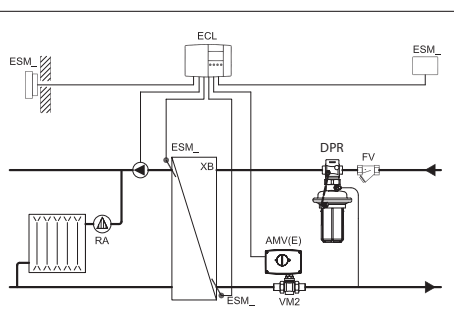 ECL
ESM_
ESM_
ESM_
DPR
XB
FV
RA
AMV(E)
ESM_
VM2